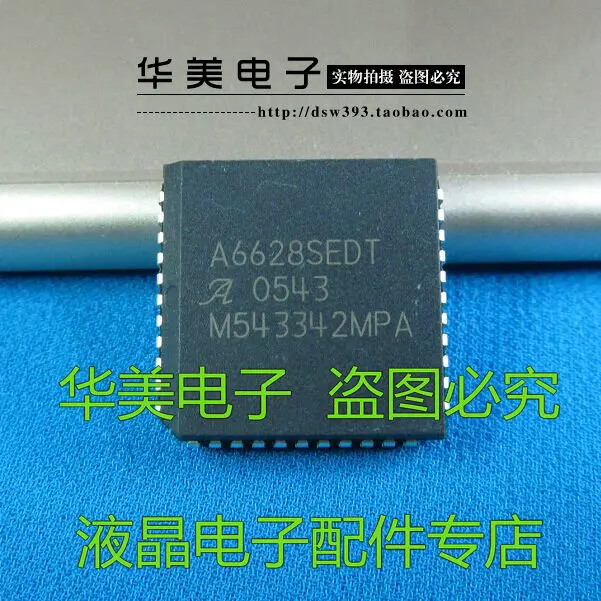 华美电子 实物拍摄 盗图必究
http://dsw393.taobao.com
A6628SEDT
A 0543
M543342MPA
华美电子 盗图必究
液晶电子配件专店